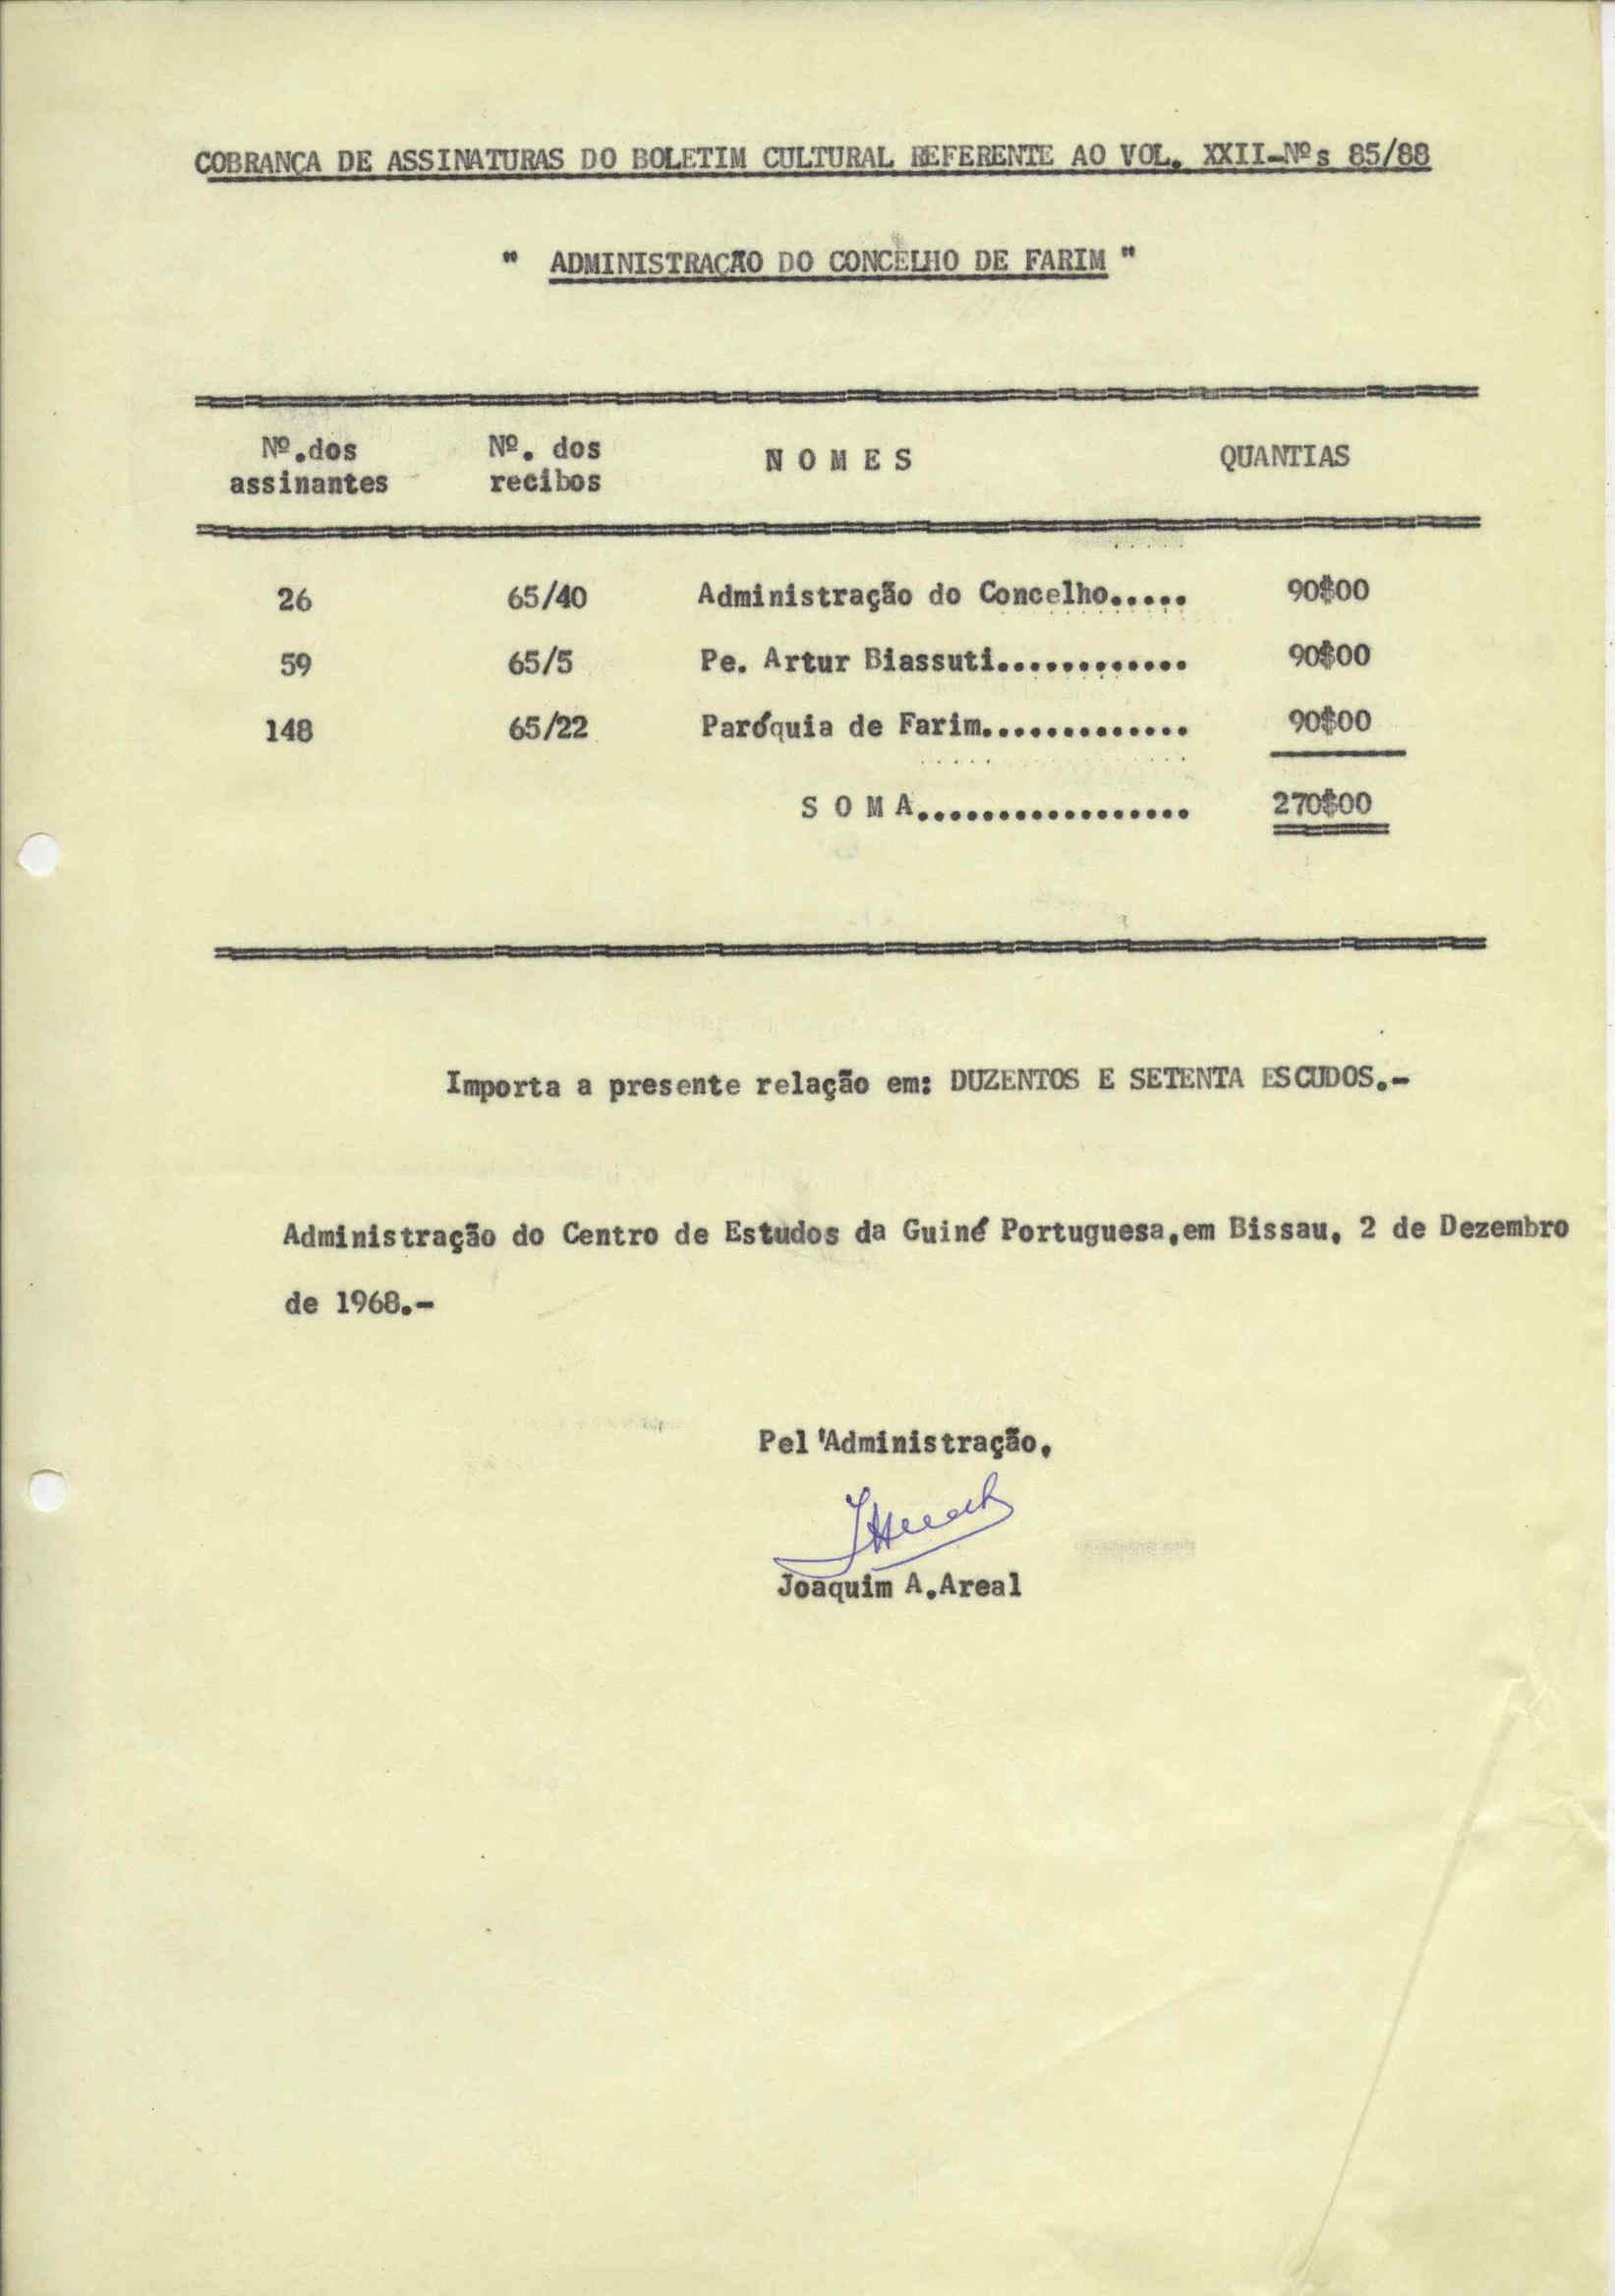 COBRANCA DE ASSINATURAS DO BOLETIM CULTURAL REFERENTE AO VOL. XXII-Nºs 85/88
" ADMINISTRAÇÃO DO CONCELHO DE FARIM "
Nº.dos assinantes Nº. dos recibos N O M E S QUANTIAS
26 65/40 Administração do Concelho..... 90$00
59 65/5 Pe. Artur Biassuti............ 90$00
148 65/22 Paróquia de Farim............. 90$00
S O M A................. 270$00
Importa a presente relação em: DUZENTOS E SETENTA ESCUDOS.-
Administração do Centro de Estudos da Guiné Portuguesa,em Bissau, 2 de Dezembro
de 1968.-
Pel'Administração,
Joaquim A.Areal